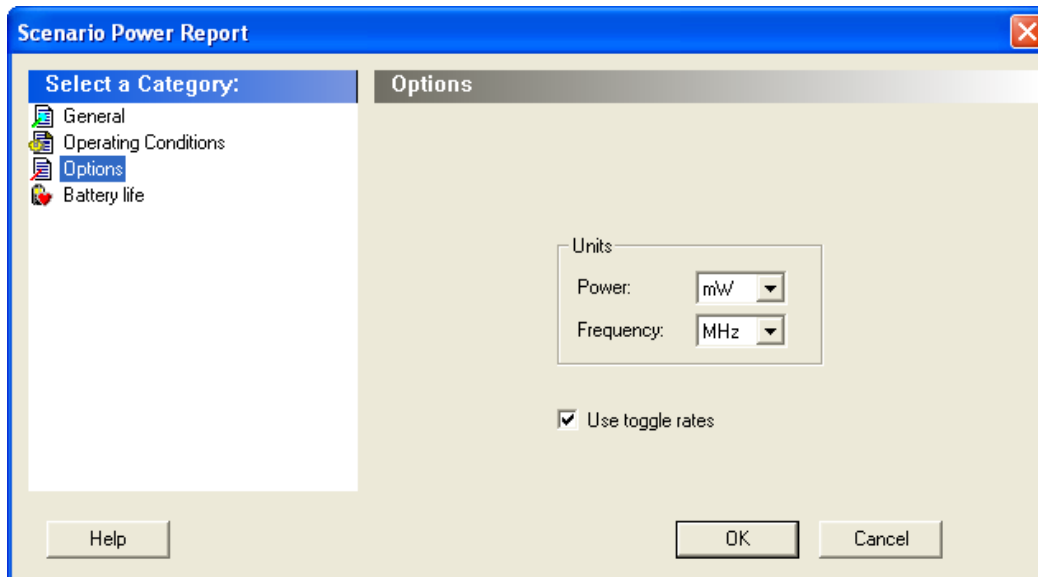 Scenario Power Report
Select a Category:
General
Operating Conditions
Options
Battery life
Options
Units
Power: mW
Frequency: MHz
Use toggle rates
Help
OK
Cancel